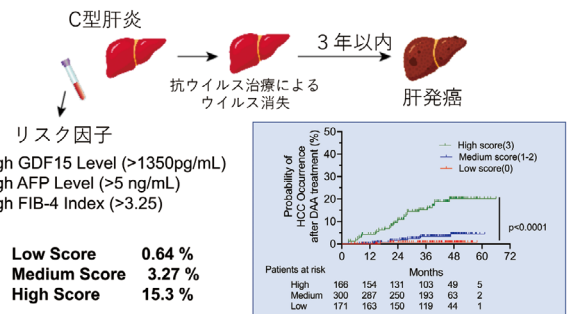 C型肝炎
3年以内
抗ウイルス治療による
ウイルス消失
肝発癌
リスク因子
gh GDF15 Level (>1350pg/mL)
gh AFP Level (>5 ng/mL)
gh FIB-4 Index (>3.25)
Low Score 0.64 %
Medium Score 3.27 %
High Score 15.3 %
Probability of
HCC Occurrence
after DAA treatment (%)
50
40
30
20
10
0
High score(3)
Medium score(1-2)
Low score(0)
p<0.0001
0 12 24 36 48 60 72
Patients at risk Months
High 166 154 131 103 49 5
Medium 300 287 250 193 63 2
Low 171 163 150 119 44 1